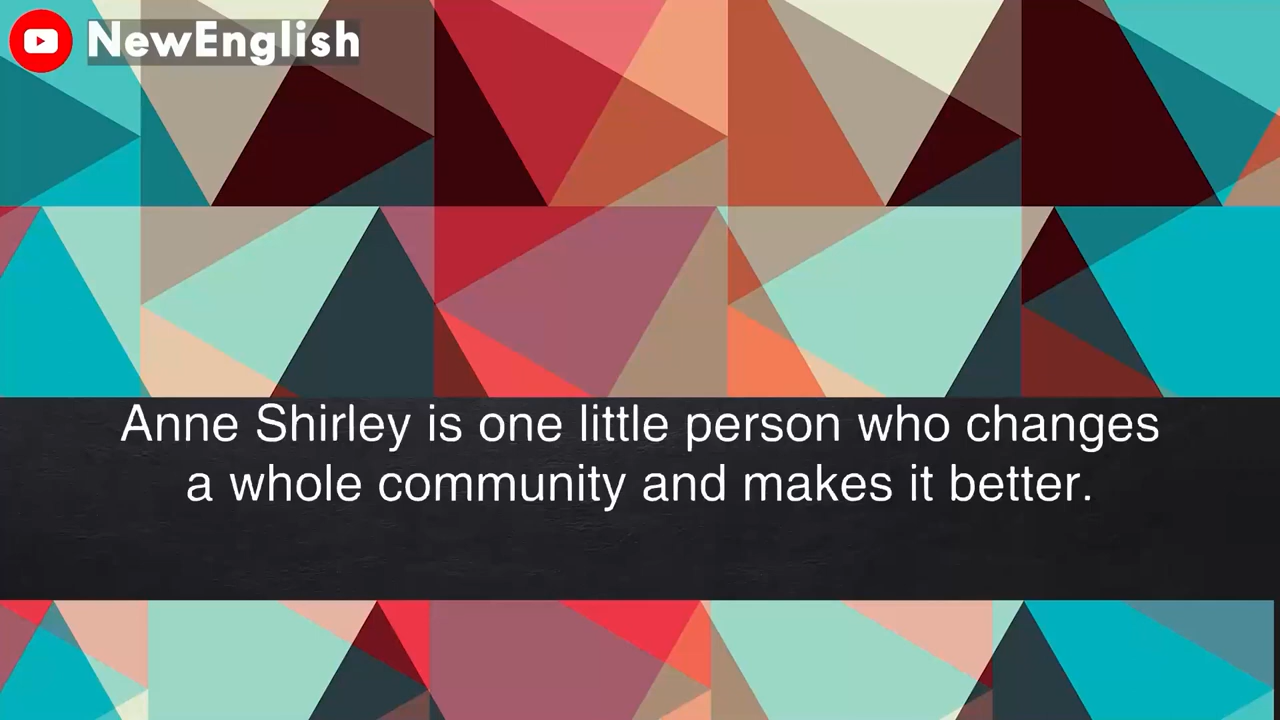 NewEnglish
Anne Shirley is one little person who changes
a whole community and makes it better.